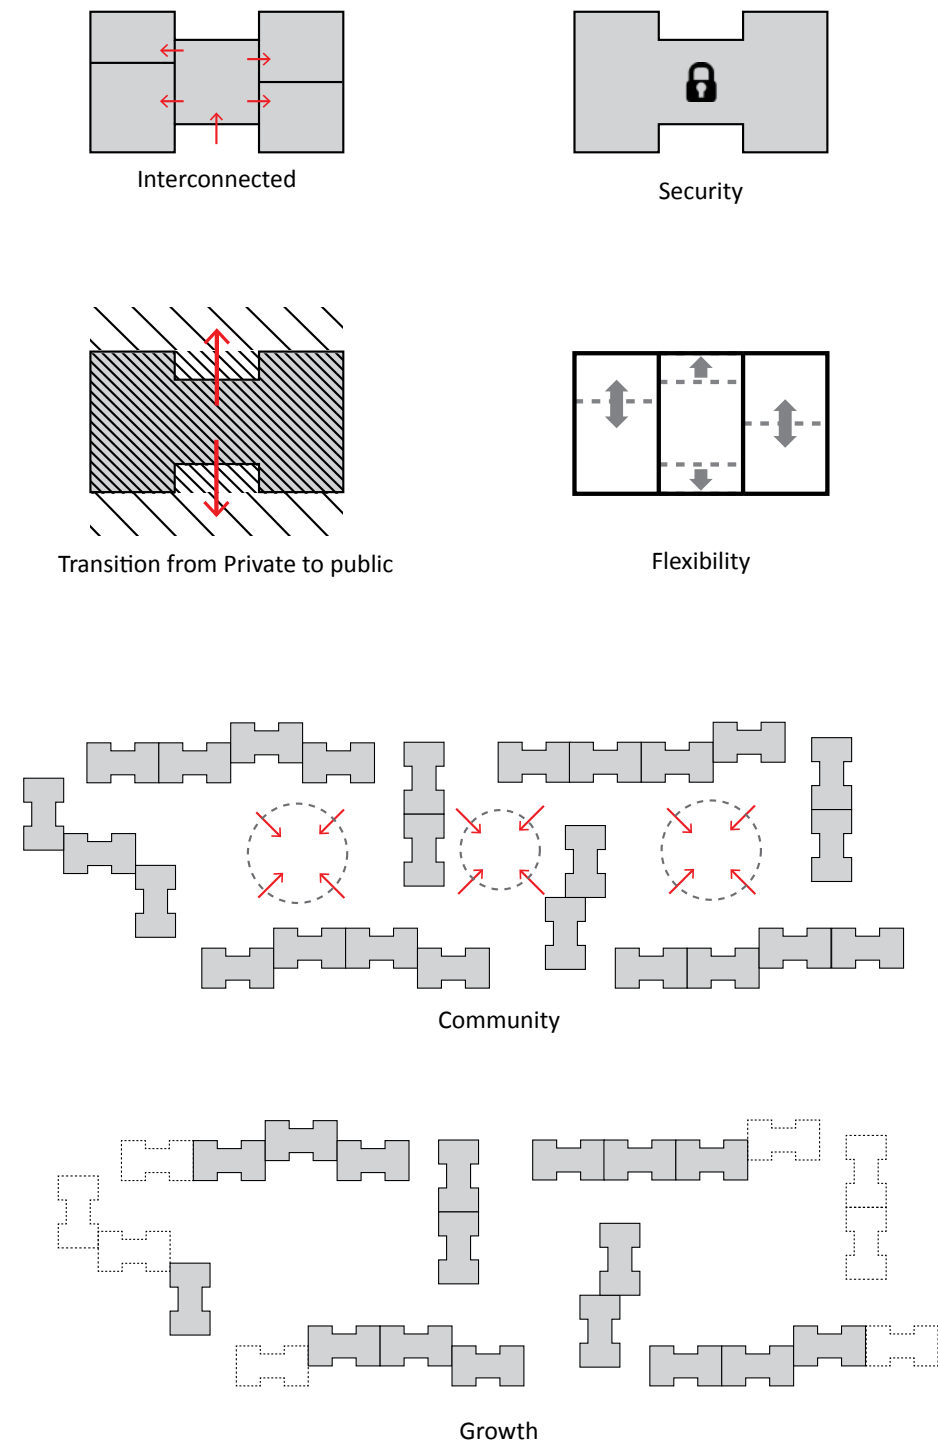 Interconnected
Security
Transition from Private to public
Flexibility
Community
Growth